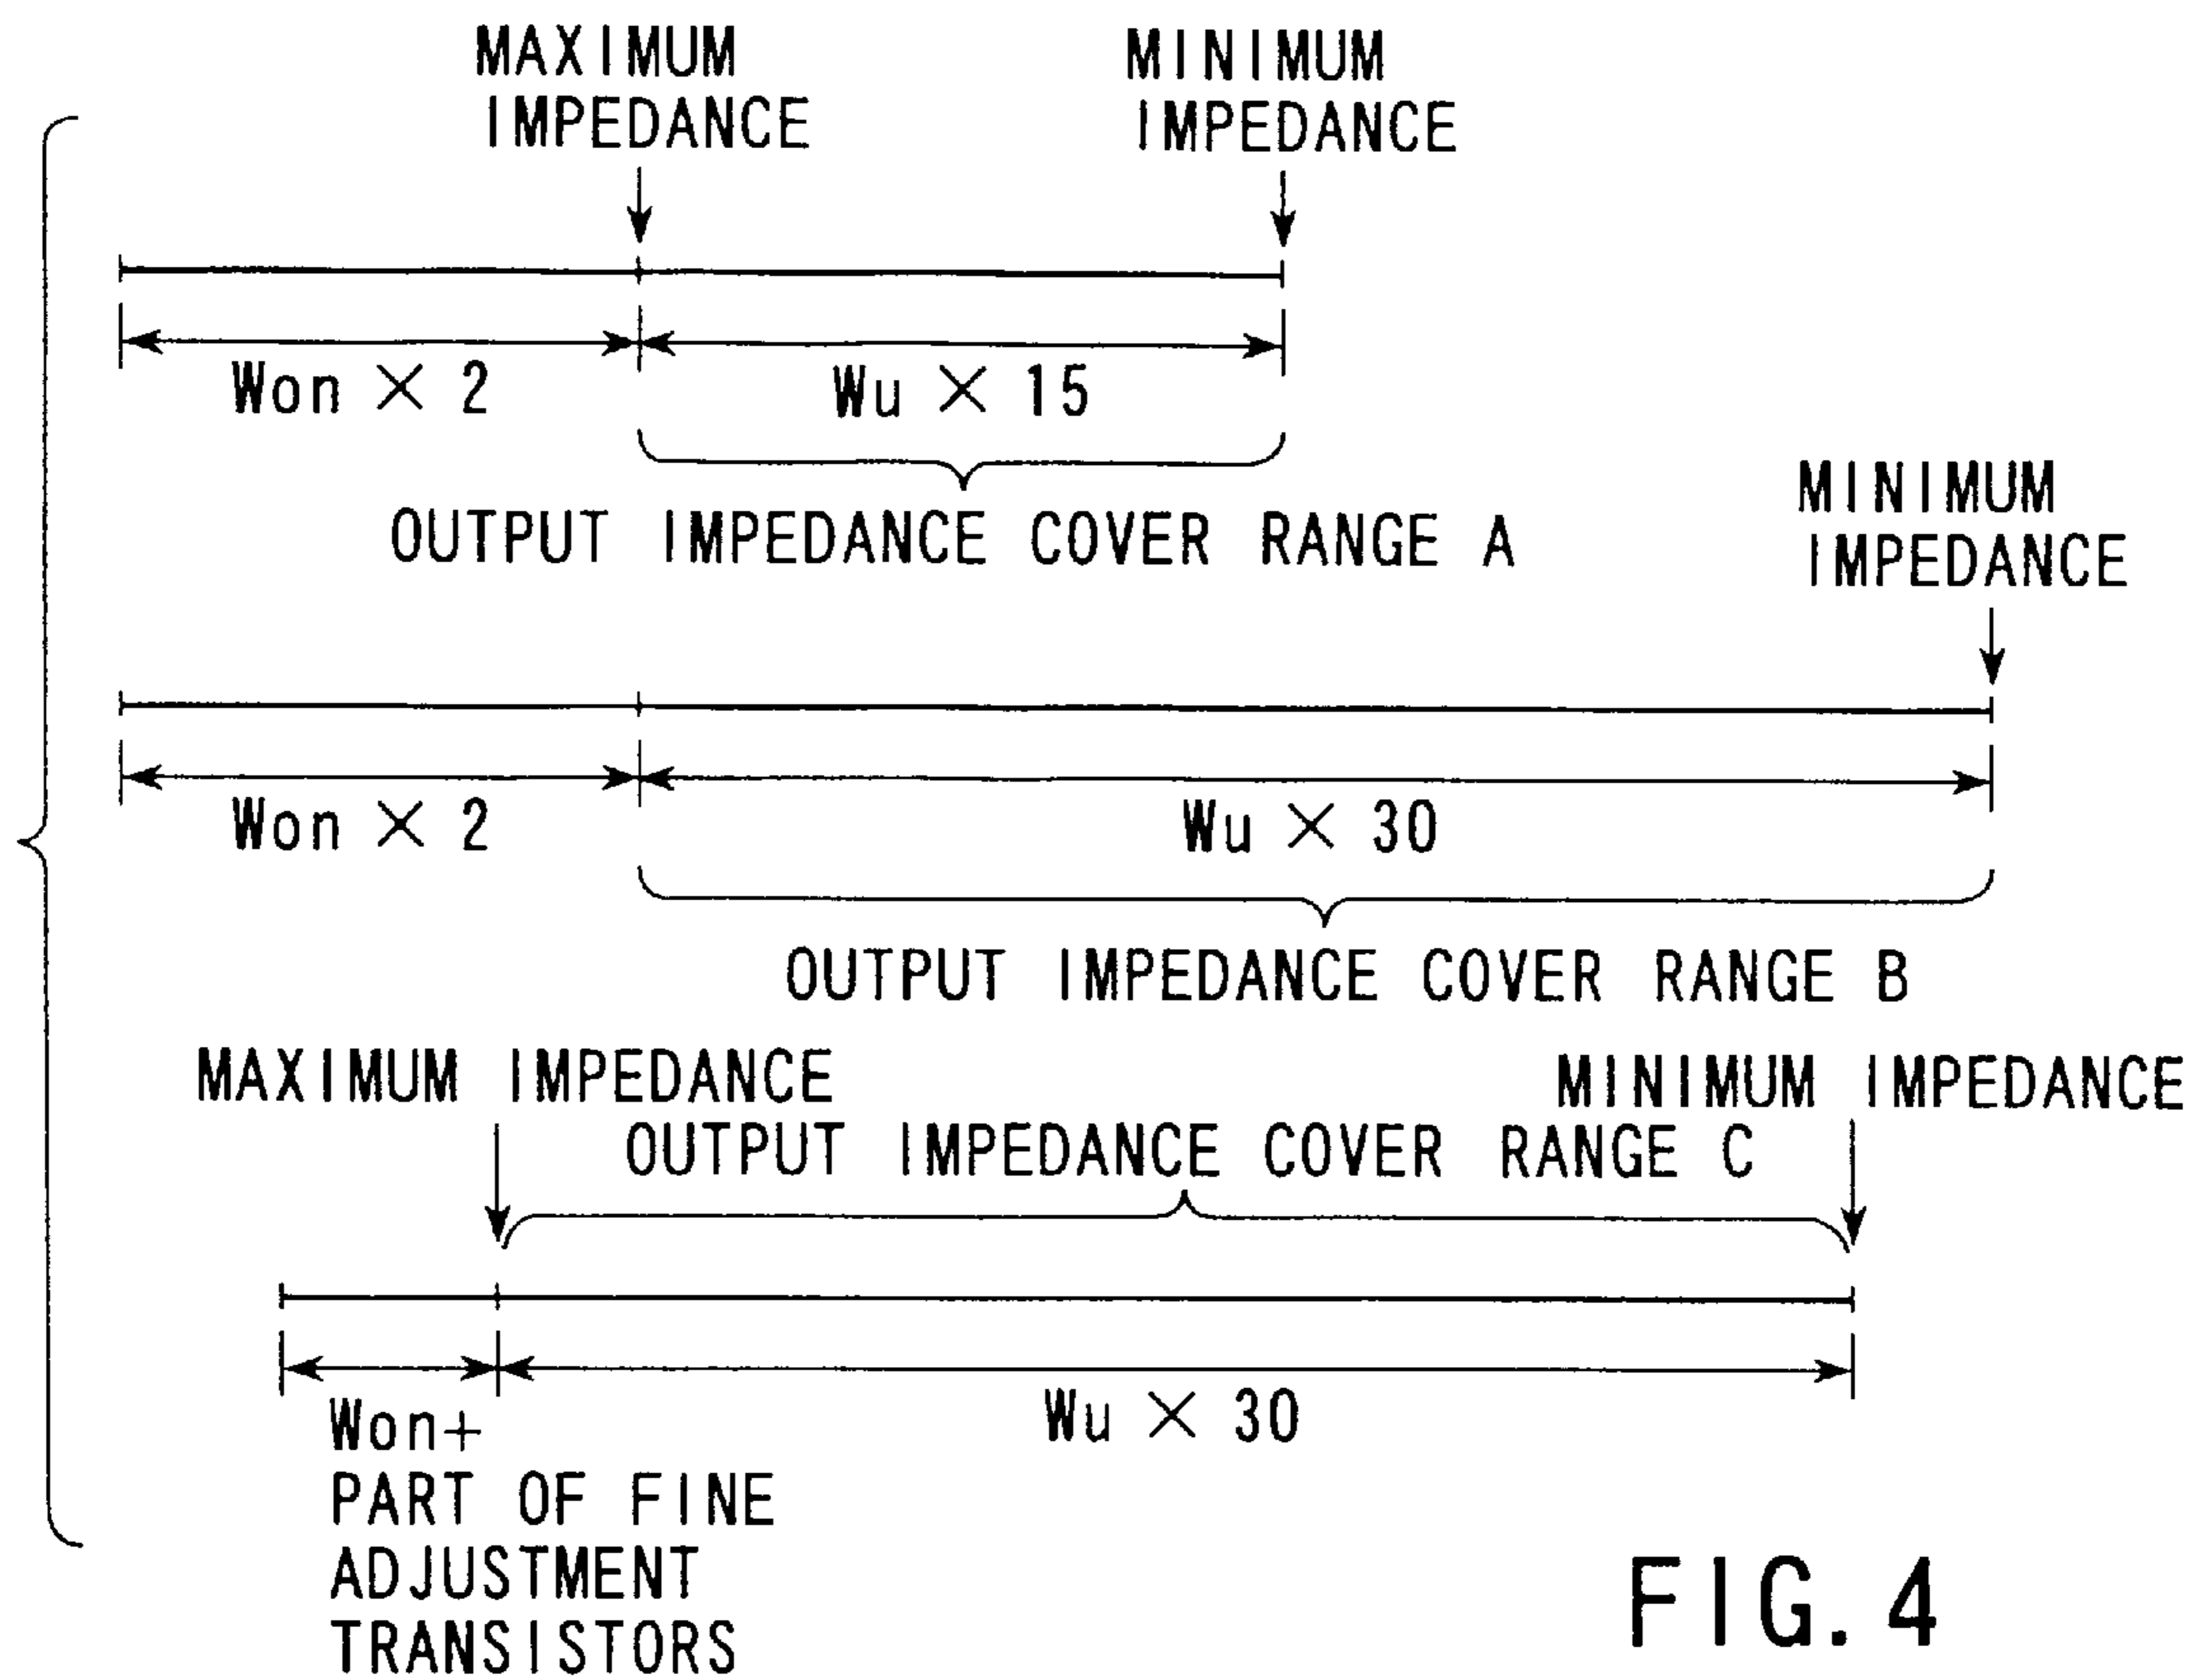 MAXIMUM
IMPEDANCE
MINIMUM
IMPEDANCE
Won × 2
Wu × 15
OUTPUT IMPEDANCE COVER RANGE A
MINIMUM
IMPEDANCE
Won × 2
Wu × 30
OUTPUT IMPEDANCE COVER RANGE B
MAXIMUM IMPEDANCE
MINIMUM IMPEDANCE
OUTPUT IMPEDANCE COVER RANGE C
Won+
PART OF FINE
ADJUSTMENT
TRANSISTORS
Wu × 30
FIG. 4